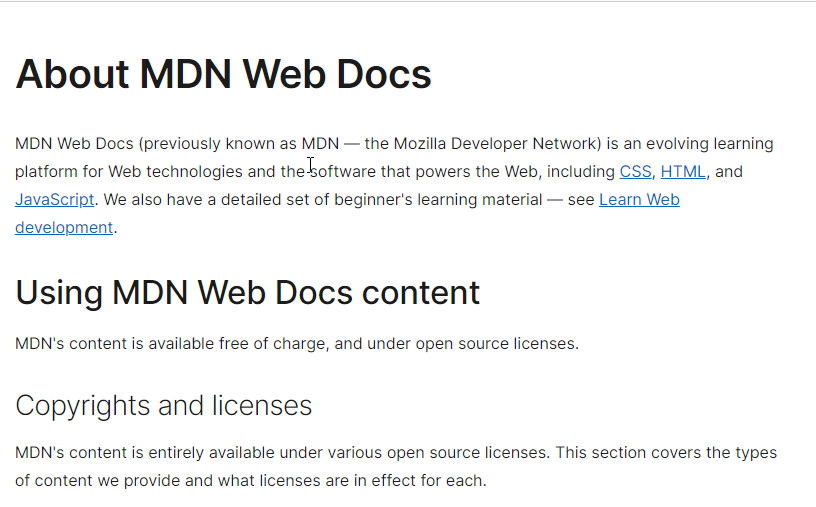 About MDN Web Docs
MDN Web Docs (previously known as MDN — the Mozilla Developer Network) is an evolving learning
platform for Web technologies and the software that powers the Web, including CSS, HTML, and
JavaScript. We also have a detailed set of beginner's learning material — see Learn Web
development.
Using MDN Web Docs content
MDN's content is available free of charge, and under open source licenses.
Copyrights and licenses
MDN's content is entirely available under various open source licenses. This section covers the types
of content we provide and what licenses are in effect for each.